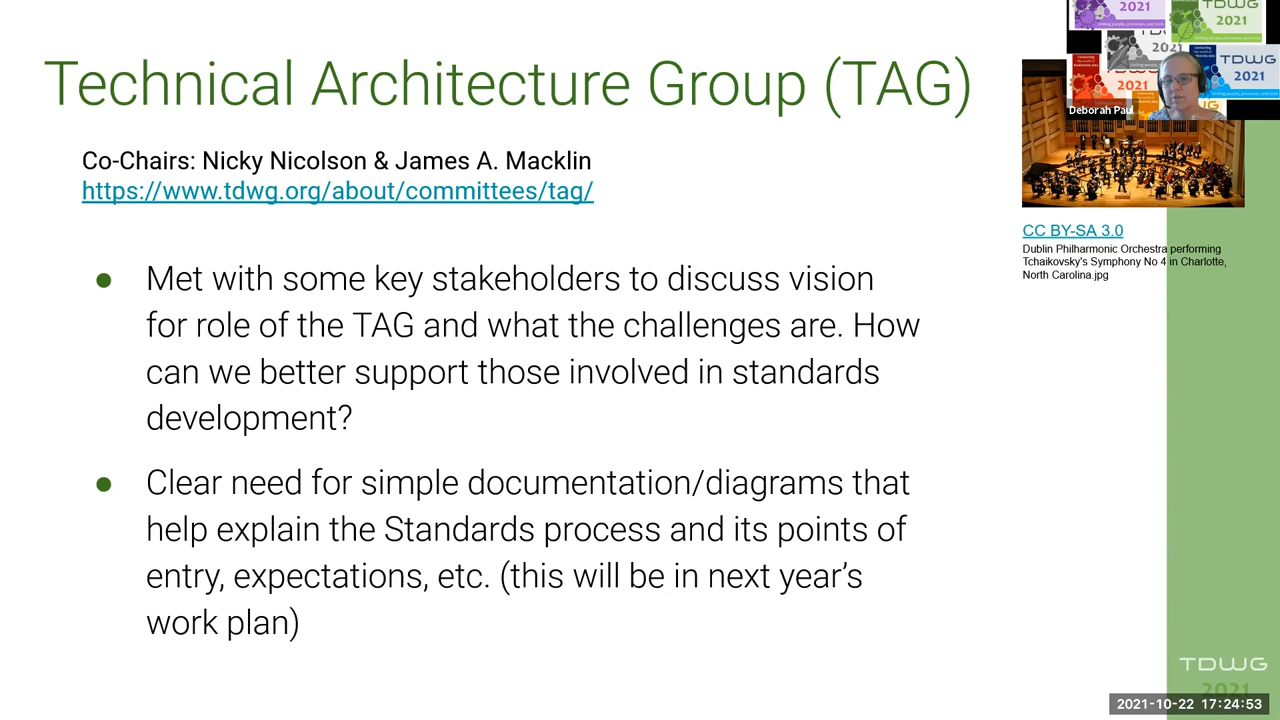 Technical Architecture Group (TAG)
Co-Chairs: Nicky Nicolson & James A. Macklin
https://www.tdwg.org/about/committees/tag/
● Met with some key stakeholders to discuss vision
for role of the TAG and what the challenges are. How
can we better support those involved in standards
development?
● Clear need for simple documentation/diagrams that
help explain the Standards process and its points of
entry, expectations, etc. (this will be in next year’s
work plan)
2021
TDWG
2021
2021
TDWG
2021
2021
Deborah Paul
CC BY-SA 3.0
Dublin Philharmonic Orchestra performing
Tchaikovsky's Symphony No 4 in Charlotte,
North Carolina.jpg
TDWG
2021
2021-10-22 17:24:53